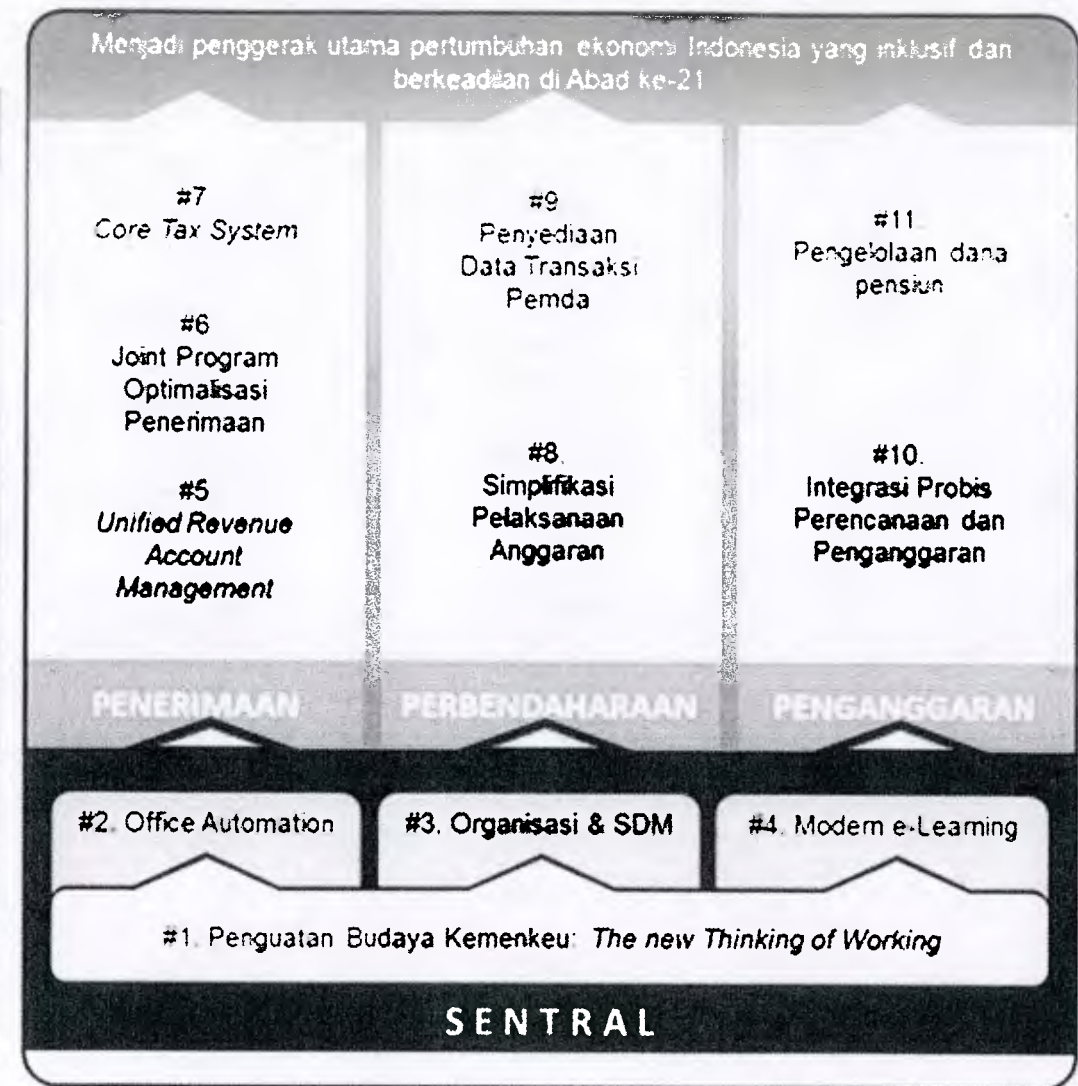 Menjadi penggerak utama pertumbuhan ekonomi Indonesia yang inklusif dan
berkeadilan di Abad ke-21
#7
Core Tax System
#6
Joint Program
Optimalisasi
Penerimaan
#5
Unified Revenue
Account
Management
PENERIMAAN
#9
Penyediaan
Data Transaksi
Pemda
#8.
Simplifikasi
Pelaksanaan
Anggaran
PERBENDAHARAAN
#11.
Pengelolaan dana
pensiun
#10.
Integrasi Probis
Perencanaan dan
Penganggaran
PENGANGGARAN
#2. Office Automation
#3. Organisasi & SDM
#4. Modern e-Learning
#1. Penguatan Budaya Kemenkeu: The new Thinking of Working
SENTRAL